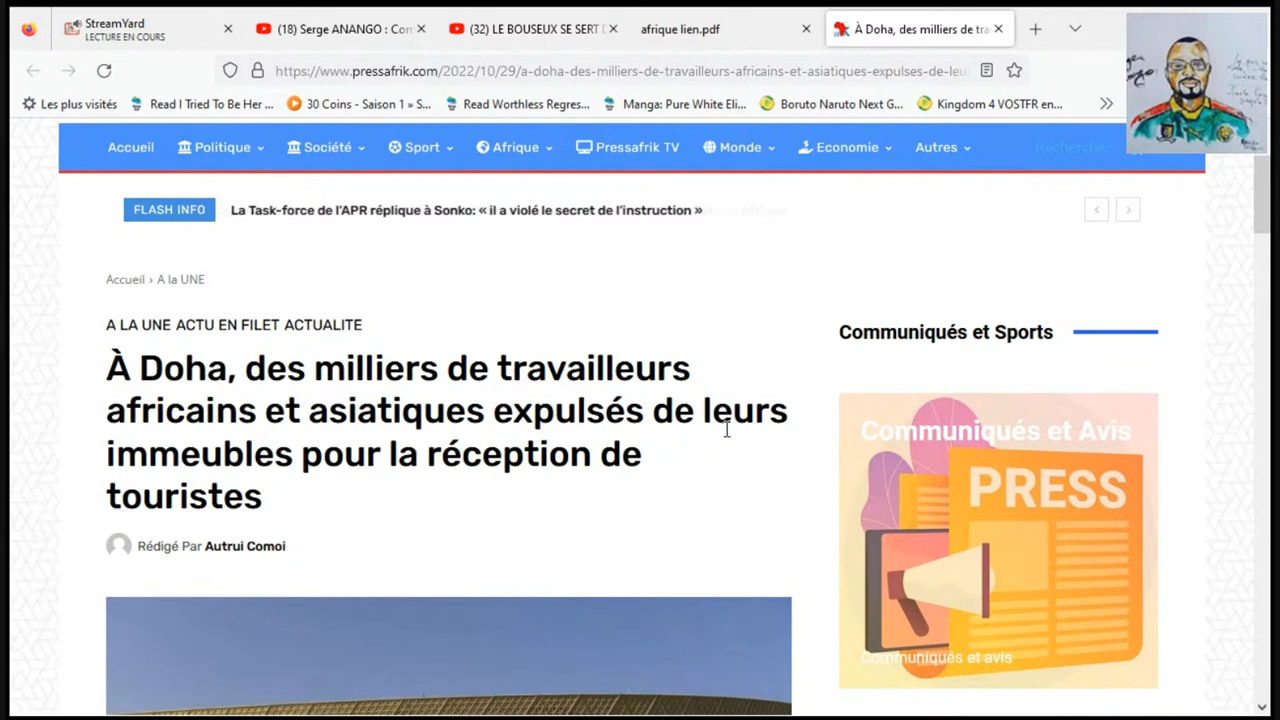 StreamYard
LECTURE EN COURS
(18) Serge ANANGO : Con
(32) LE BOUSEUX SE SERT
afrique lien.pdf
À Doha, des milliers de tra
https://www.pressafrik.com/2022/10/29/a-doha-des-milliers-de-travailleurs-africains-et-asiatiques-expulses-de-leu
Les plus visités
Read I Tried To Be Her ...
30 Coins - Saison 1 » S...
Read Worthless Regres...
Manga: Pure White Eli...
Boruto Naruto Next G...
Kingdom 4 VOSTFR en...
Accueil
Politique
Société
Sport
Afrique
Pressafrik TV
Monde
Economie
Autres
Rechercher
FLASH INFO
La Task-force de l'APR réplique à Sonko: « il a violé le secret de l'instruction »
Accueil › A la UNE
A LA UNE ACTU EN FILET ACTUALITE
À Doha, des milliers de travailleurs
africains et asiatiques expulsés de leurs
immeubles pour la réception de
touristes
Rédigé Par Autrui Comoi
Communiqués et Sports
Communiqués et Avis
PRESS
Communiqués et avis